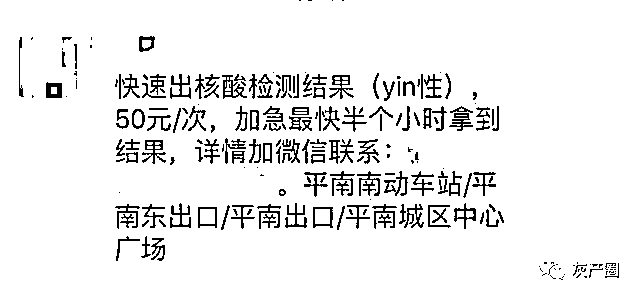 快速出核酸检测结果（yin性），
50元/次，加急最快半个小时拿到
结果，详情加微信联系：
。平南南动车站/平
南东出口/平南出口/平南城区中心
广场
灰产圈